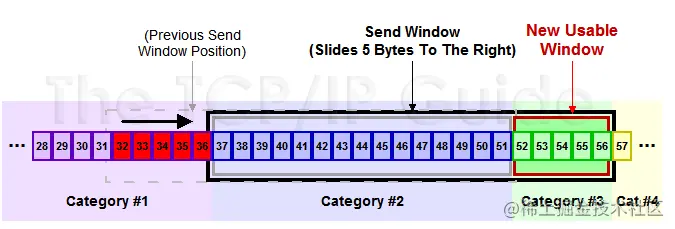 (Previous Send
Window Position)
Send Window
(Slides 5 Bytes To The Right)
New Usable
Window
The TCP/IP Guide
... 28 29 30 31 32 33 34 35 36 37 38 39 40 41 42 43 44 45 46 47 48 49 50 51 52 53 54 55 56 57 ...
Category #1
Category #2
Category #3
Cat #4
@稀土掘金技术社区